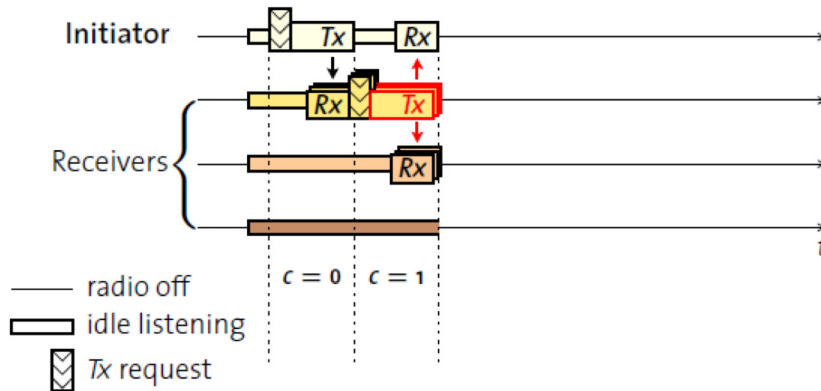 Initiator Tx Rx
Rx Tx
Receivers Rx
t
c = 0 c = 1
radio off
idle listening
Tx request